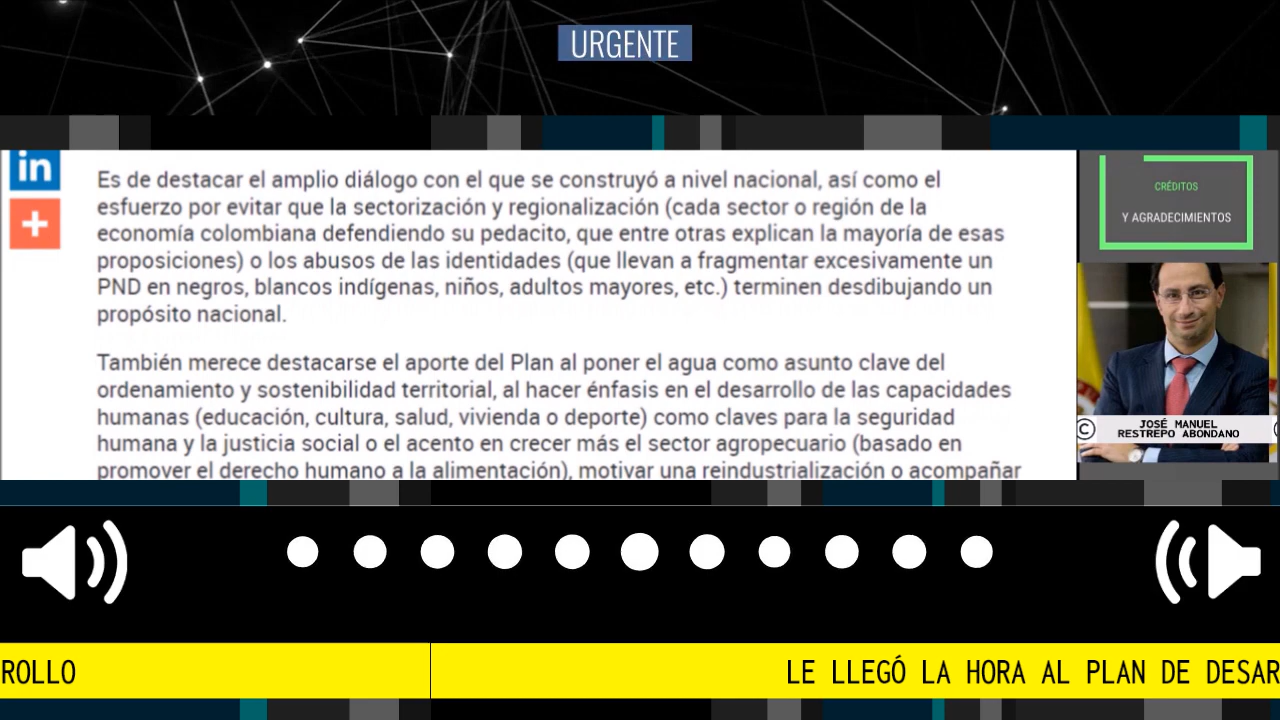 URGENTE
in
+
Es de destacar el amplio diálogo con el que se construyó a nivel nacional, así como el
esfuerzo por evitar que la sectorización y regionalización (cada sector o región de la
economía colombiana defendiendo su pedacito, que entre otras explican la mayoría de esas
proposiciones) o los abusos de las identidades (que llevan a fragmentar excesivamente un
PND en negros, blancos indígenas, niños, adultos mayores, etc.) terminen desdibujando un
propósito nacional.
También merece destacarse el aporte del Plan al poner el agua como asunto clave del
ordenamiento y sostenibilidad territorial, al hacer énfasis en el desarrollo de las capacidades
humanas (educación, cultura, salud, vivienda o deporte) como claves para la seguridad
humana y la justicia social o el acento en crecer más el sector agropecuario (basado en
promover el derecho humano a la alimentación), motivar una reindustrialización o acompañar
CRÉDITOS
Y AGRADECIMIENTOS
© JOSÉ MANUEL
RESTREPO ABONDANO
ROLLO
LE LLEGÓ LA HORA AL PLAN DE DESAR